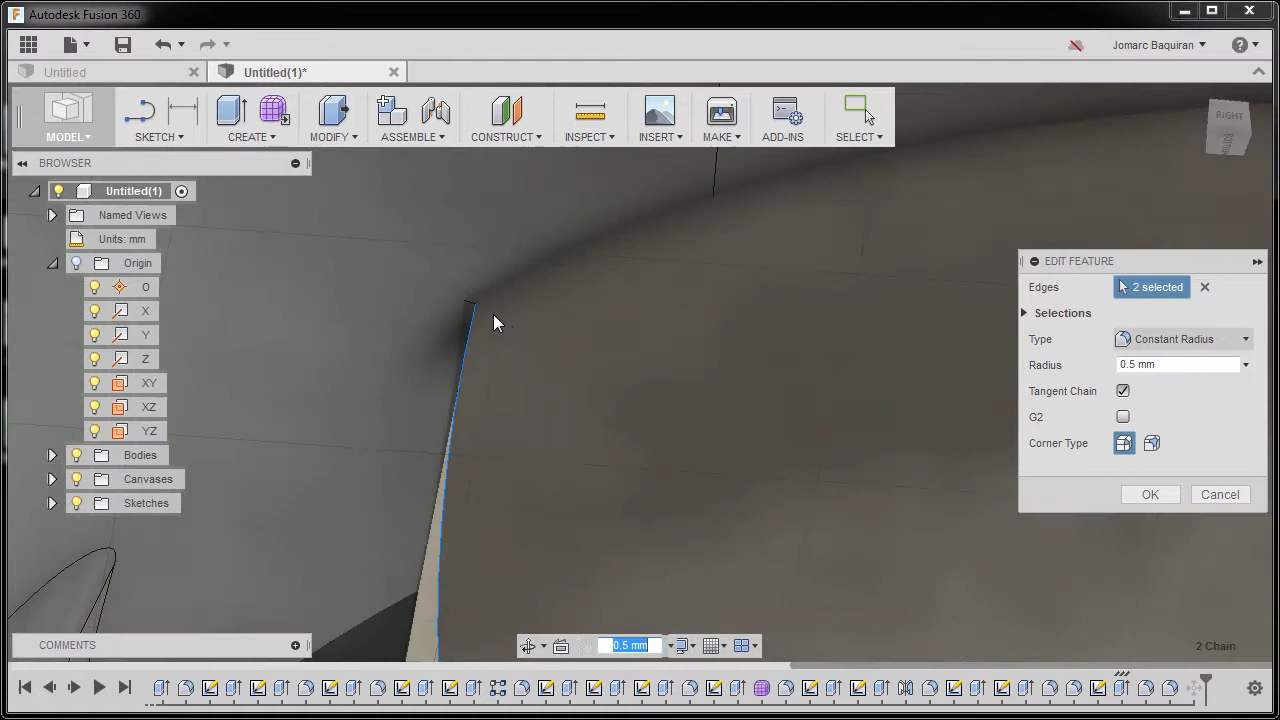 Autodesk Fusion 360
Jomarc Baquiran
Untitled
Untitled(1)*
MODEL
SKETCH
CREATE
MODIFY
ASSEMBLE
CONSTRUCT
INSPECT
INSERT
MAKE
ADD-INS
SELECT
RIGHT
BROWSER
Untitled(1)
Named Views
Units: mm
Origin
O
X
Y
Z
XY
XZ
YZ
Bodies
Canvases
Sketches
EDIT FEATURE
Edges 2 selected
Selections
Type Constant Radius
Radius 0.5 mm
Tangent Chain
G2
Corner Type
OK Cancel
COMMENTS
0.5 mm
2 Chain